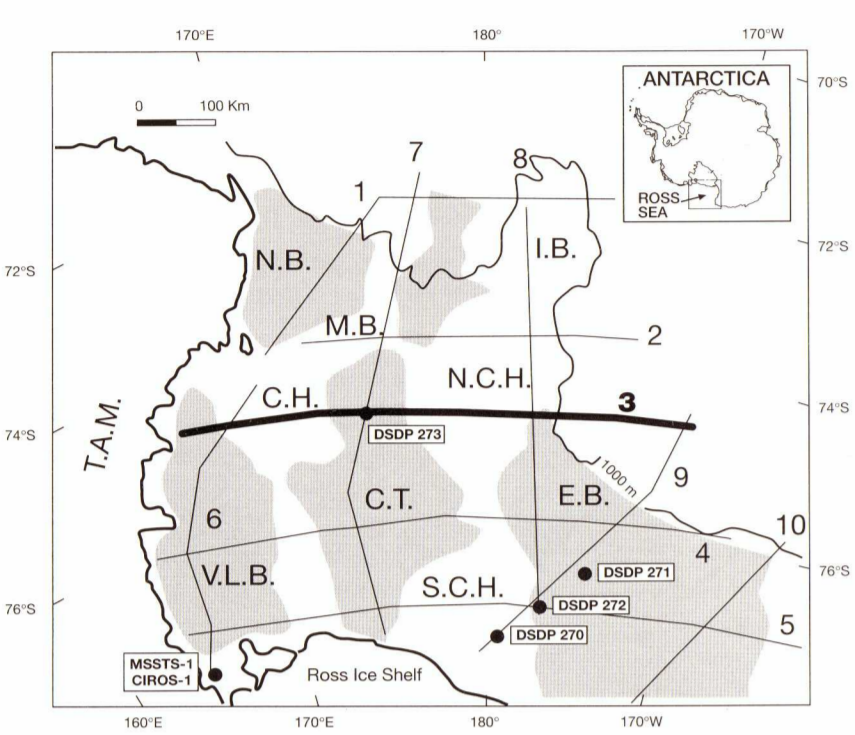 170°E 180° 170°W
0 100 Km
ANTARCTICA
ROSS
SEA
70°S
7
8
1
72°S
72°S
N.B.
I.B.
M.B.
2
N.C.H.
C.H.
3
74°S
74°S
T.A.M.
DSDP 273
1000 m
9
C.T.
E.B.
6
10
4
V.L.B.
DSDP 271
76°S
S.C.H.
76°S
DSDP 272
5
DSDP 270
MSSTS-1
CIROS-1
Ross Ice Shelf
160°E 170°E 180° 170°W